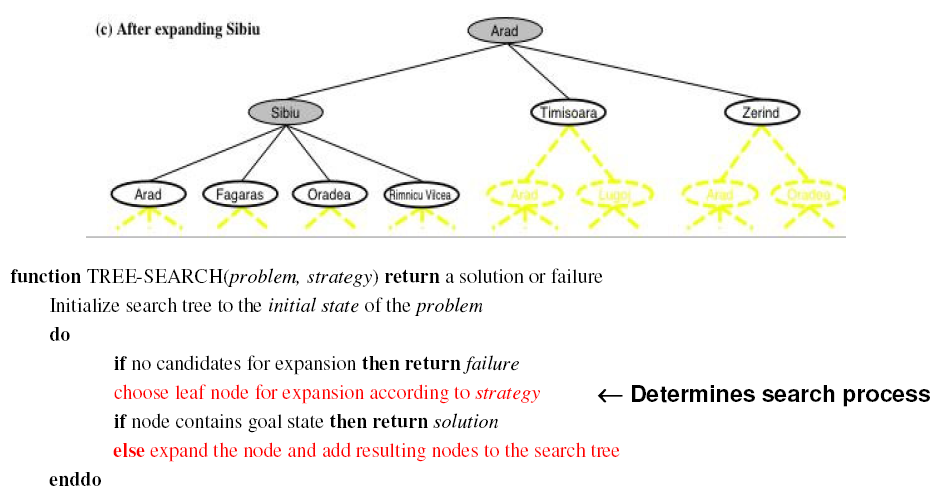 (c) After expanding Sibiu
Arad
Sibiu
Timisoara
Zerind
Arad
Fagaras
Oradea
Rimnicu Vilcea
Arad
Lugoj
Arad
Oradea
function TREE-SEARCH(problem, strategy) return a solution or failure
Initialize search tree to the initial state of the problem
do
if no candidates for expansion then return failure
choose leaf node for expansion according to strategy ← Determines search process
if node contains goal state then return solution
else expand the node and add resulting nodes to the search tree
enddo